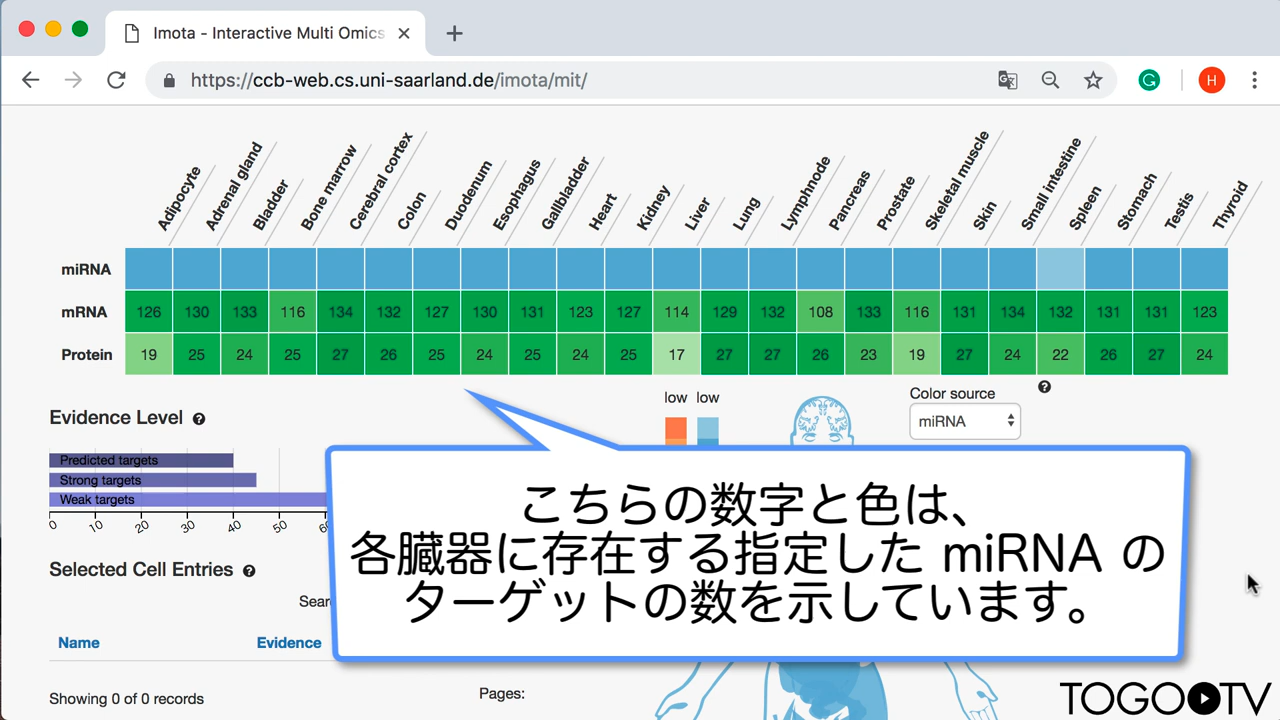 Imota - Interactive Multi Omics
https://ccb-web.cs.uni-saarland.de/imota/mit/
H
Adipocyte
Adrenal gland
Bladder
Bone marrow
Cerebral cortex
Colon
Duodenum
Esophagus
Gallbladder
Heart
Kidney
Liver
Lung
Lymphnode
Pancreas
Prostate
Skeletal muscle
Skin
Small intestine
Spleen
Stomach
Testis
Thyroid
miRNA
mRNA 126 130 133 116 134 132 127 130 131 123 127 114 129 132 108 133 116 131 134 132 131 131 123
Protein 19 25 24 25 27 26 25 24 25 24 25 17 27 27 26 23 19 27 24 22 26 27 24
Evidence Level ?
low low
Color source ?
miRNA
Predicted targets
Strong targets
Weak targets
0 10 20 30 40 50
こちらの数字と色は、
各臓器に存在する指定した miRNA の
ターゲットの数を示しています。
Selected Cell Entries ?
Sear
Name Evidence
Showing 0 of 0 records
Pages:
TOGO TV